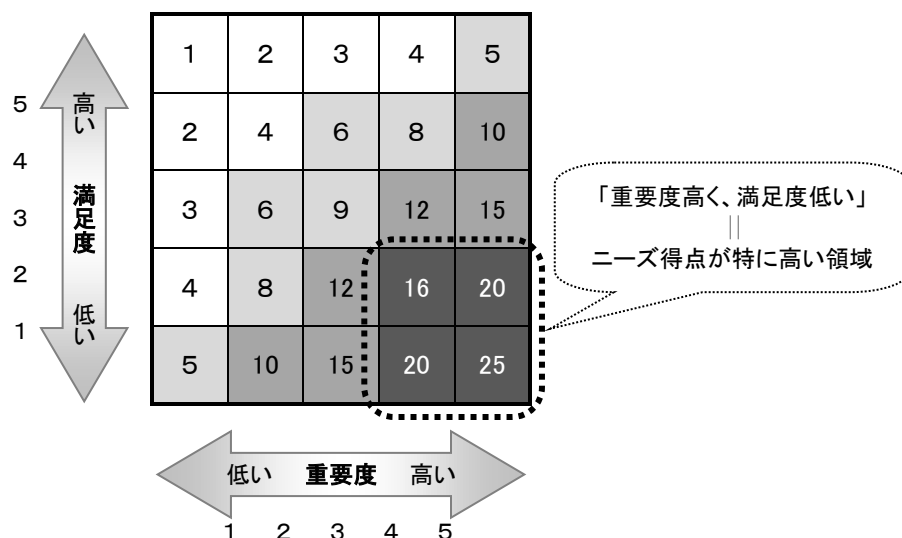 1 2 3 4 5
2 4 6 8 10
3 6 9 12 15
4 8 12 16 20
5 10 15 20 25
5
4
3
2
1
高い
満足度
低い
「重要度高く、満足度低い」
||
ニーズ得点が特に高い領域
低い 重要度 高い
1 2 3 4 5